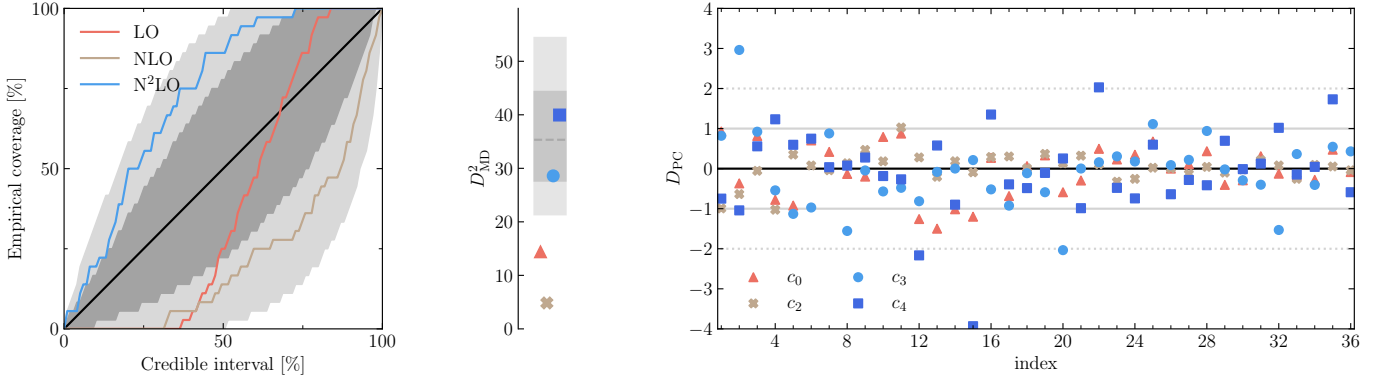 Empirical coverage [%]
100
50
0
LO
NLO
N²LO
0
50
100
Credible interval [%]
D²_MD
50
40
30
20
10
0
D_PC
4
3
2
1
0
−1
−2
−3
−4
c₀
c₂
c₃
c₄
4
8
12
16
20
24
28
32
36
index